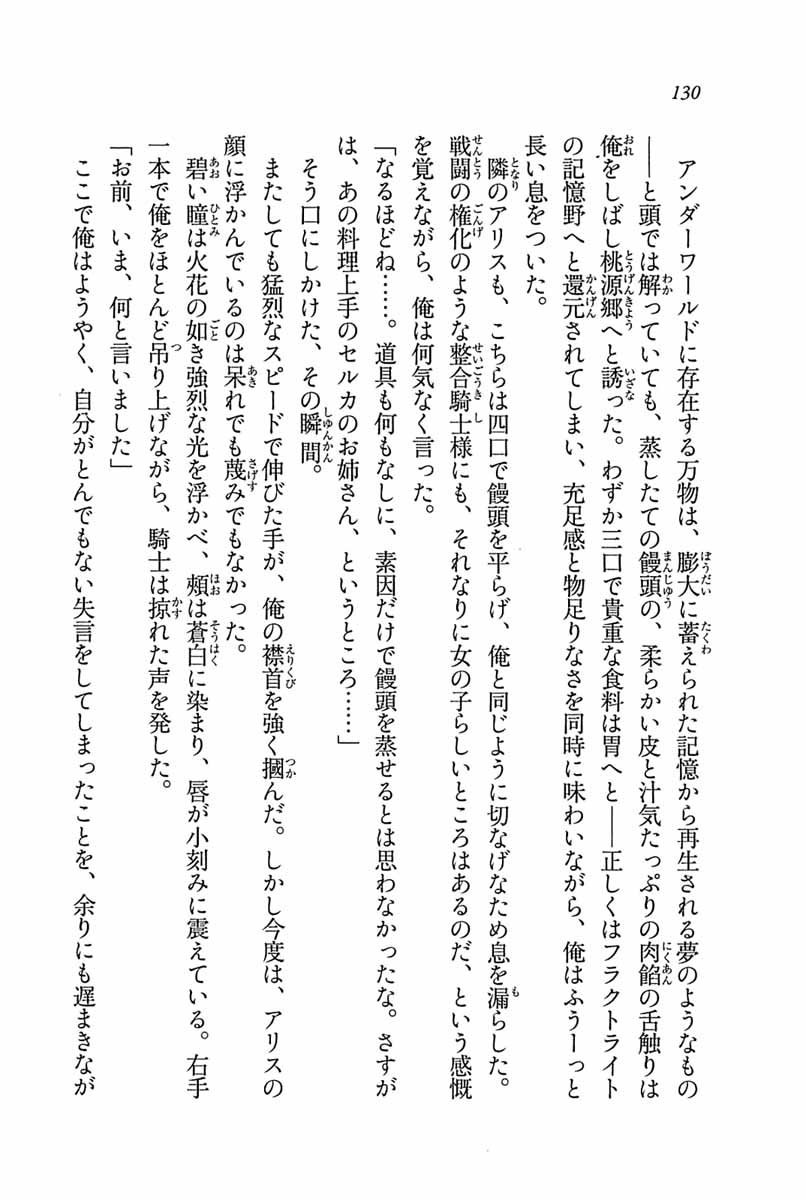 130
アンダーワールドに存在する万物は、膨大に蓄えられた記憶から再生される夢のようなもの
――と頭では解っていても、蒸したての饅頭の、柔らかい皮と汁気たっぷりの肉餡の舌触りは
俺をしばし桃源郷へと誘った。わずか三口で貴重な食料は胃へと――正しくはフラクトライト
の記憶野へと還元されてしまい、充足感と物足りなさを同時に味わいながら、俺はふうーっと
長い息をついた。
隣のアリスも、こちらは四口で饅頭を平らげ、俺と同じように切なげなため息を漏らした。
戦闘の権化のような整合騎士様にも、それなりに女の子らしいところはあるのだ、という感慨
を覚えながら、俺は何気なく言った。
「なるほどね……。道具も何もなしに、素因だけで饅頭を蒸せるとは思わなかったな。さすが
は、あの料理上手のセルカのお姉さん、というところ……」
そう口にしかけた、その瞬間。
またしても猛烈なスピードで伸びた手が、俺の襟首を強く摑んだ。しかし今度は、アリスの
顔に浮かんでいるのは呆れでも蔑みでもなかった。
碧い瞳は火花の如き強烈な光を浮かべ、頰は蒼白に染まり、唇が小刻みに震えている。右手
一本で俺をほとんど吊り上げながら、騎士は掠れた声を発した。
「お前、いま、何と言いました」
ここで俺はようやく、自分がとんでもない失言をしてしまったことを、余りにも遅まきなが